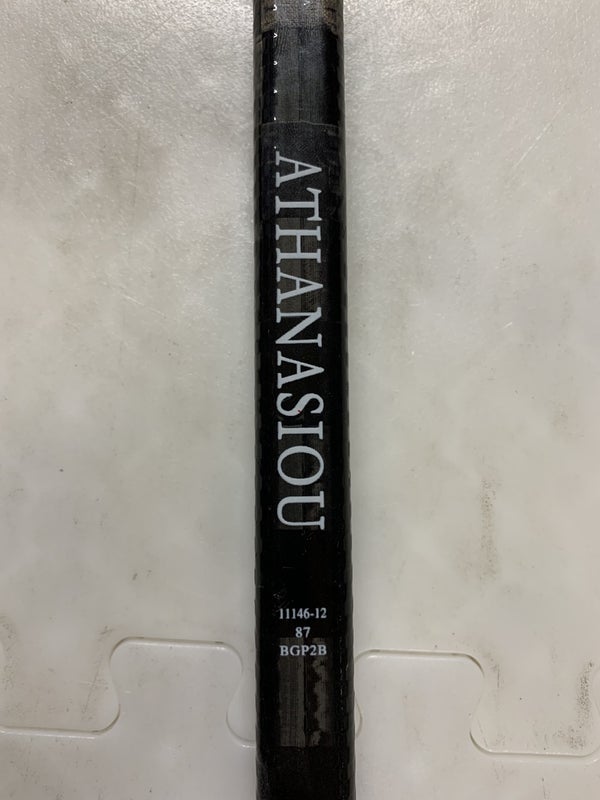 ATHANASIOU
11146-12
87
BGP2B